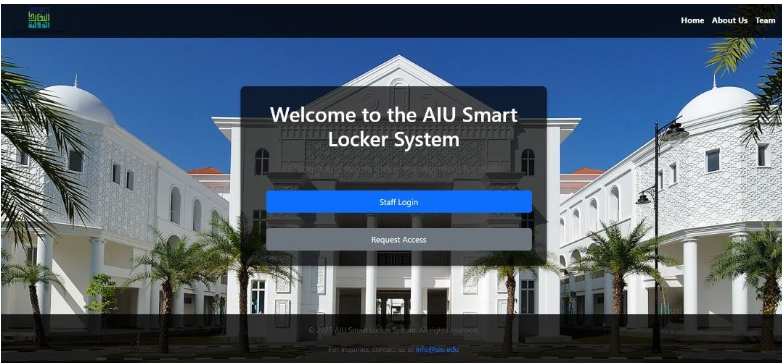 Home About Us Team
Welcome to the AIU Smart
Locker System
Staff Login
Request Access
© 2025 AIU Smart Locker System. All rights reserved.
For inquiries, contact us at info@aiu.edu